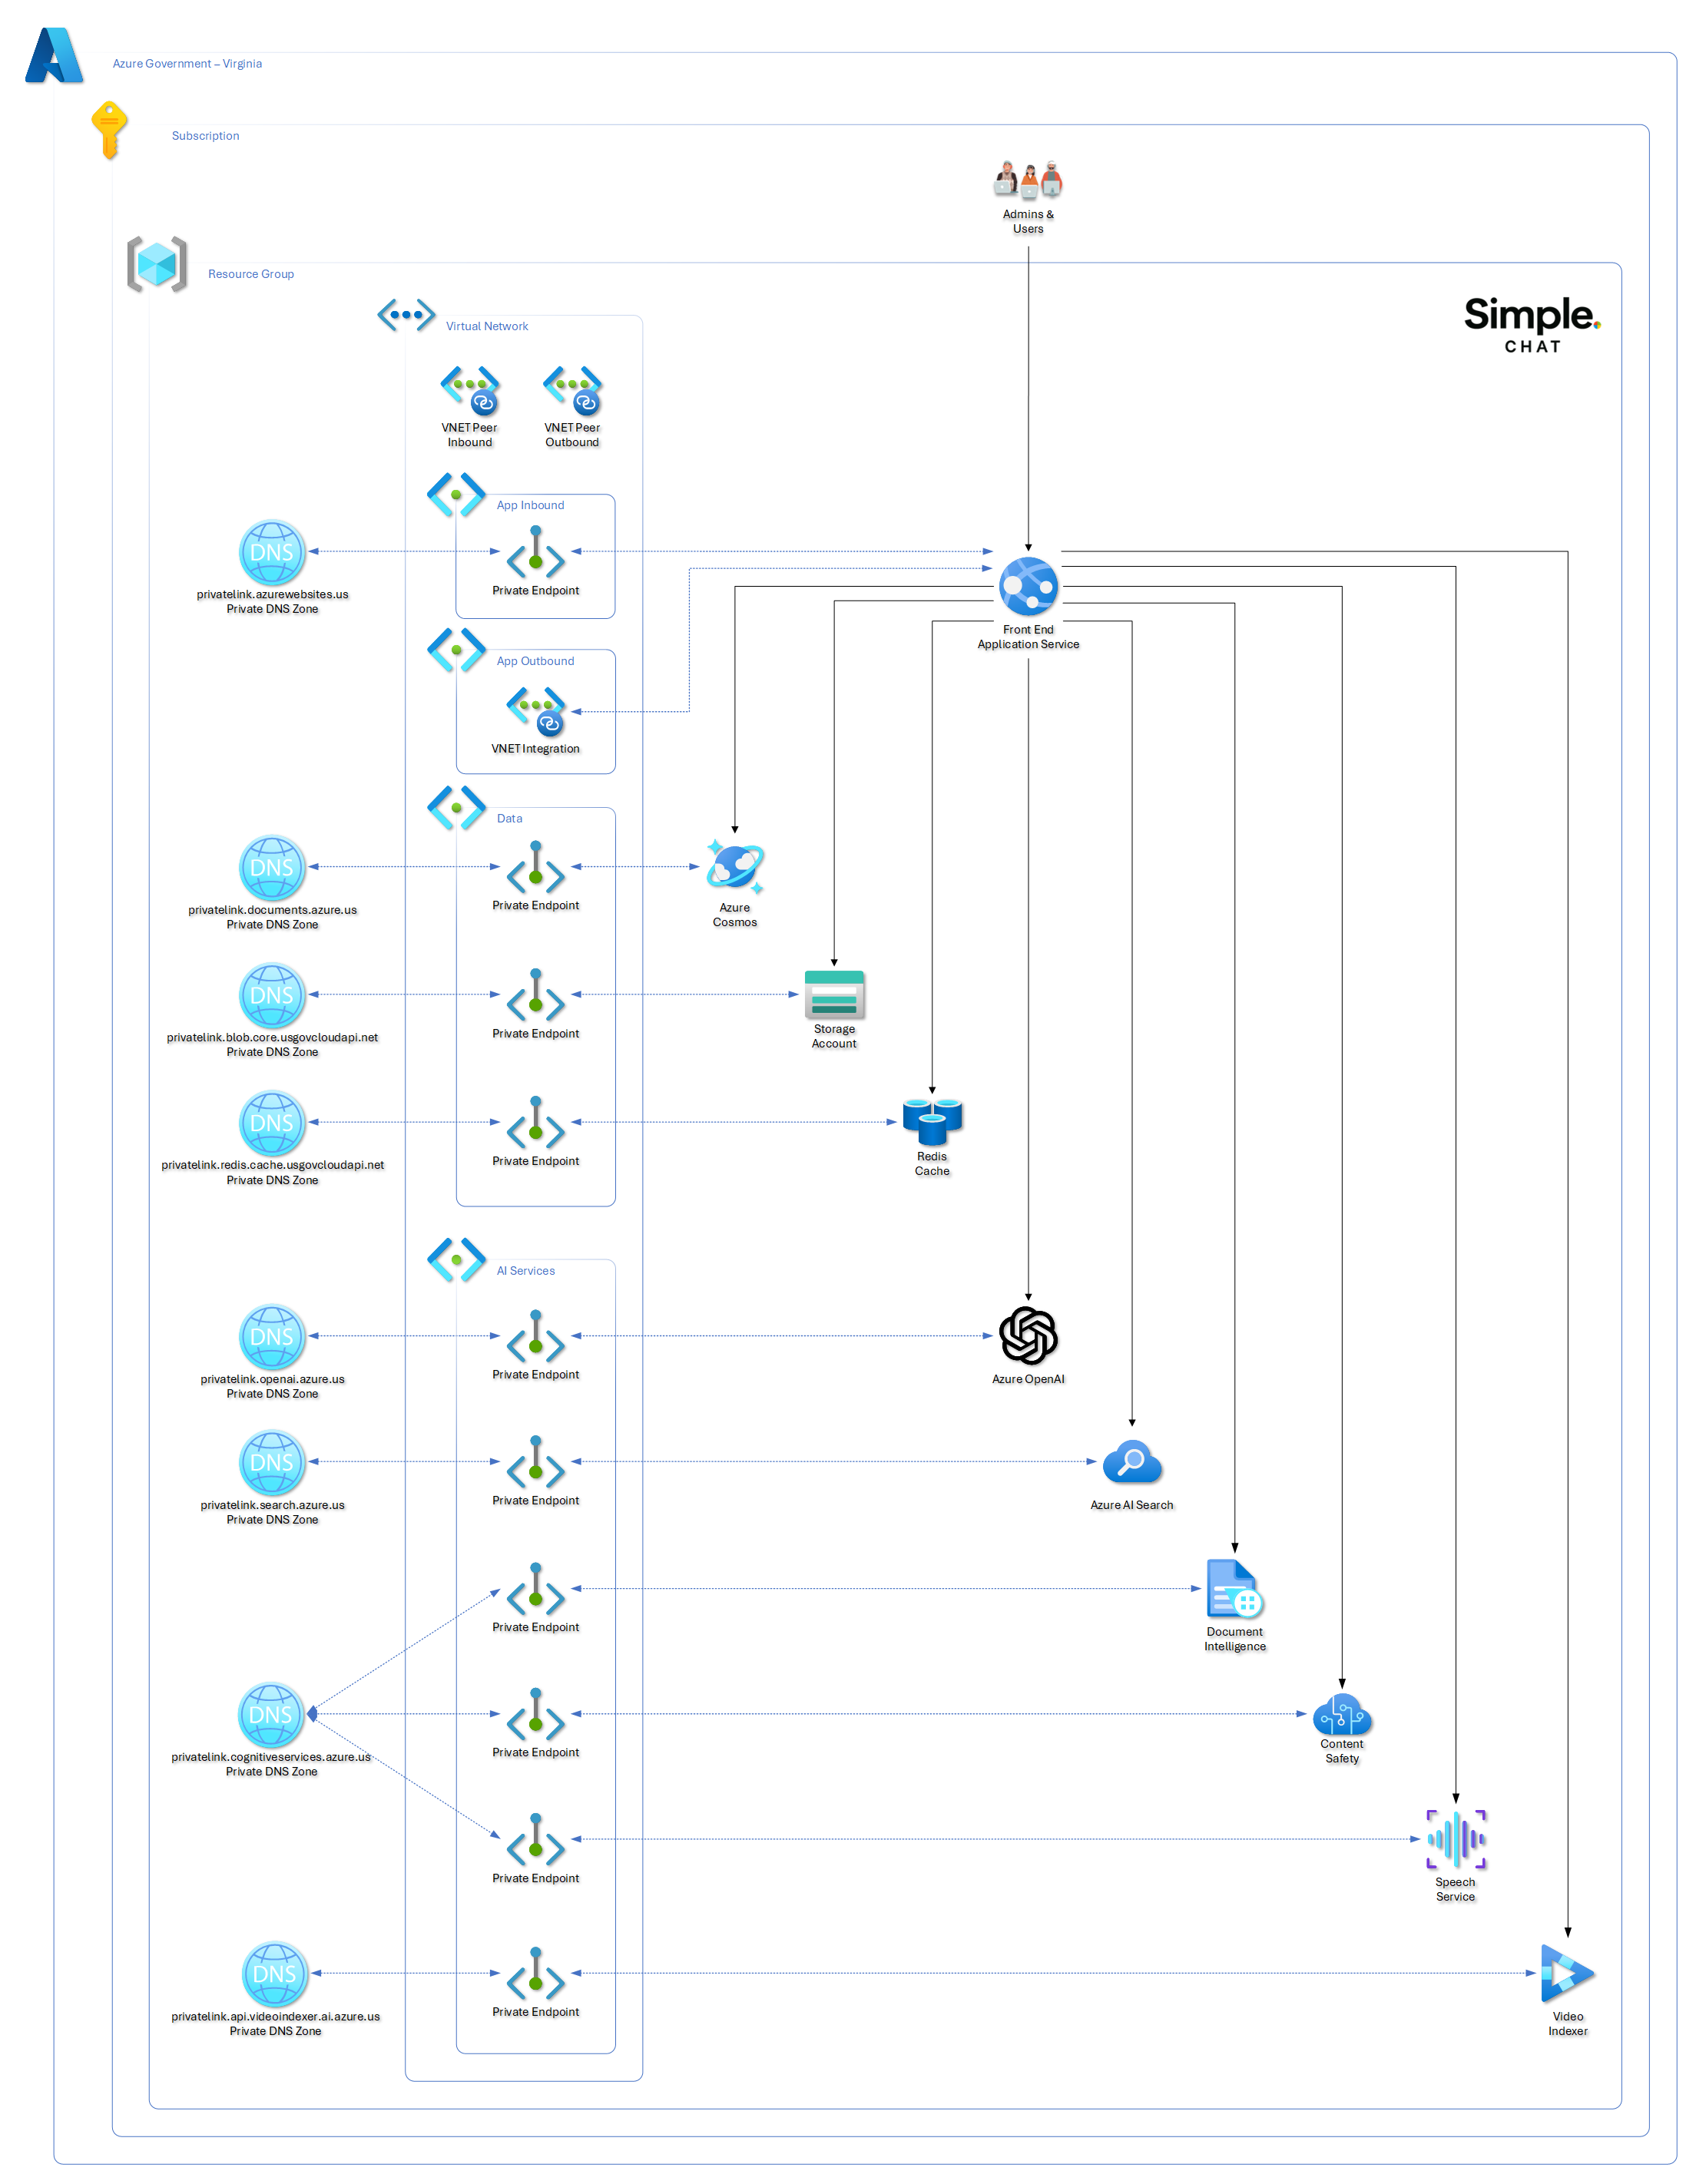 Azure Government – Virginia
Subscription
Admins &
Users
Resource Group
Simple.
CHAT
Virtual Network
VNET Peer
Inbound
VNET Peer
Outbound
App Inbound
DNS
privatelink.azurewebsites.us
Private DNS Zone
Private Endpoint
Front End
Application Service
App Outbound
VNET Integration
Data
DNS
privatelink.documents.azure.us
Private DNS Zone
Private Endpoint
Azure
Cosmos
DNS
privatelink.blob.core.usgovcloudapi.net
Private DNS Zone
Private Endpoint
Storage
Account
DNS
privatelink.redis.cache.usgovcloudapi.net
Private DNS Zone
Private Endpoint
Redis
Cache
AI Services
DNS
privatelink.openai.azure.us
Private DNS Zone
Private Endpoint
Azure OpenAI
DNS
privatelink.search.azure.us
Private DNS Zone
Private Endpoint
Azure AI Search
Private Endpoint
Document
Intelligence
DNS
privatelink.cognitiveservices.azure.us
Private DNS Zone
Private Endpoint
Content
Safety
Private Endpoint
Speech
Service
DNS
privatelink.api.videoindexer.ai.azure.us
Private DNS Zone
Private Endpoint
Video
Indexer